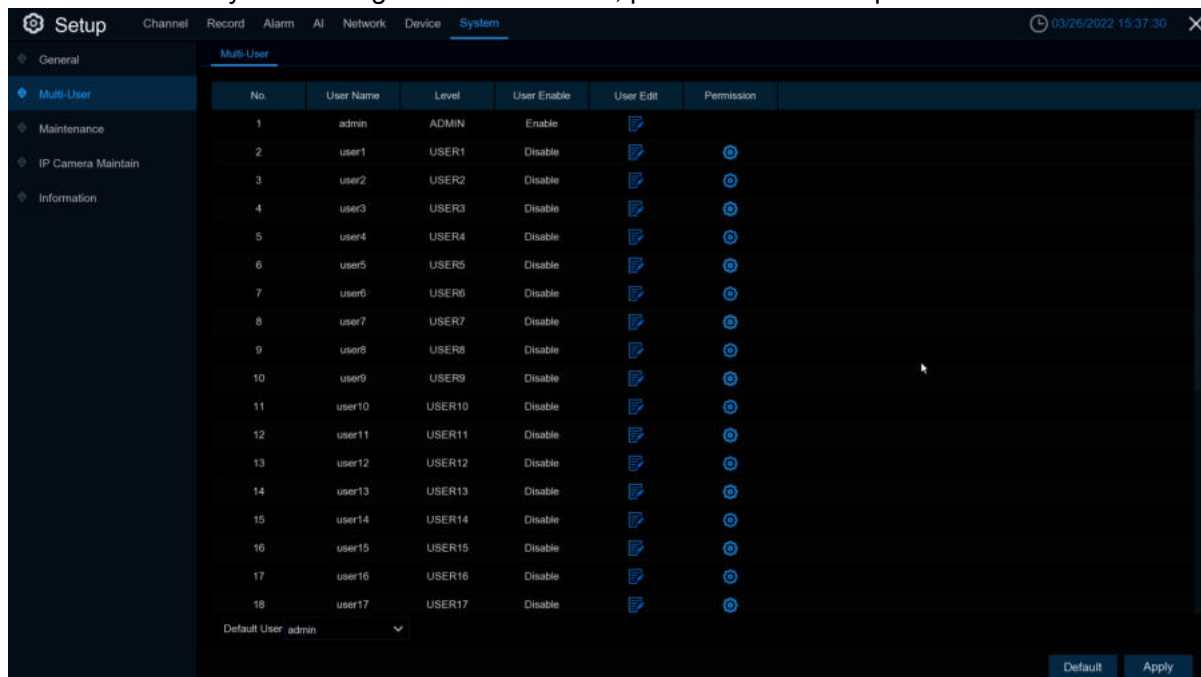 Setup Channel Record Alarm AI Network Device System 03/26/2022 15:37:30
General
Multi-User
Maintenance
IP Camera Maintain
Information
Multi-User
No. User Name Level User Enable User Edit Permission
1 admin ADMIN Enable
2 user1 USER1 Disable
3 user2 USER2 Disable
4 user3 USER3 Disable
5 user4 USER4 Disable
6 user5 USER5 Disable
7 user6 USER6 Disable
8 user7 USER7 Disable
9 user8 USER8 Disable
10 user9 USER9 Disable
11 user10 USER10 Disable
12 user11 USER11 Disable
13 user12 USER12 Disable
14 user13 USER13 Disable
15 user14 USER14 Disable
16 user15 USER15 Disable
17 user16 USER16 Disable
18 user17 USER17 Disable
Default User admin
Default Apply